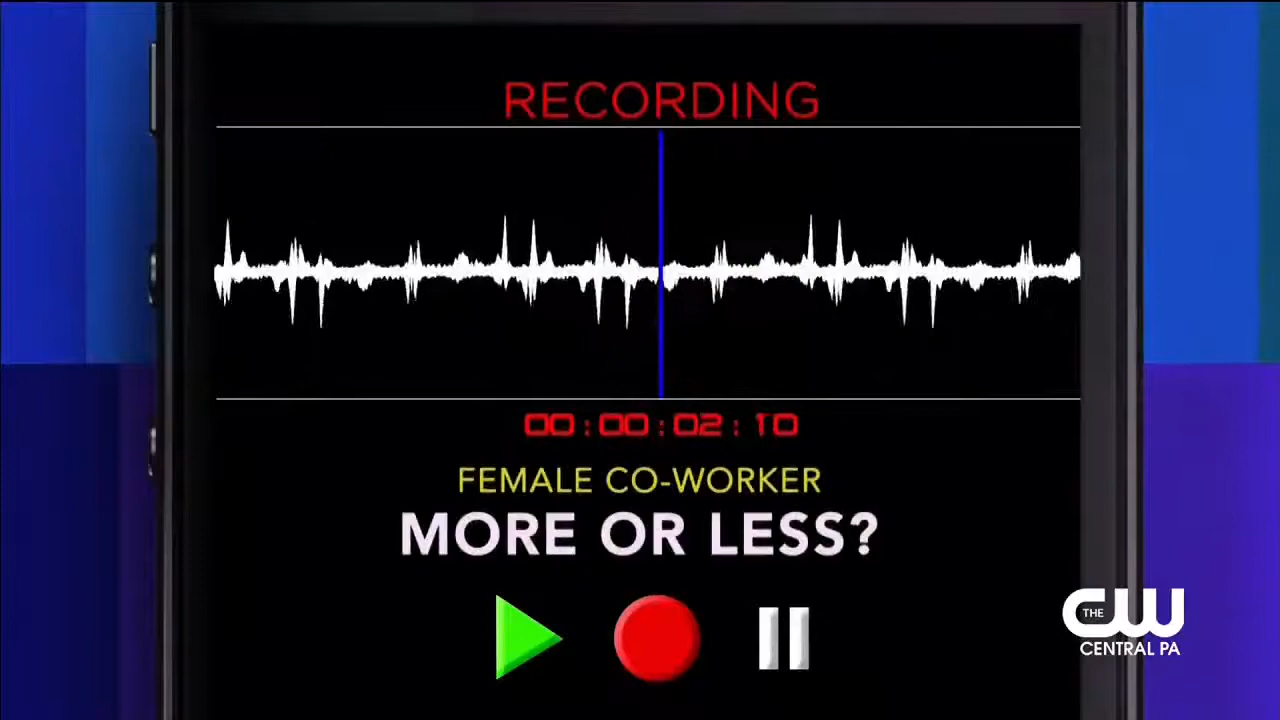 RECORDING
00:00:02:10
FEMALE CO-WORKER
MORE OR LESS?
THE CW
CENTRAL PA